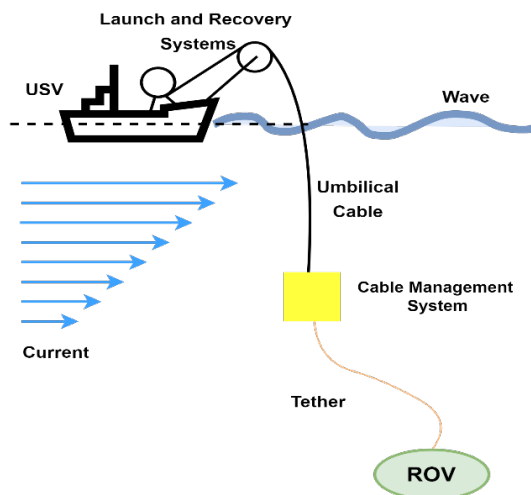 Launch and Recovery
Systems
USV
Wave
Umbilical
Cable
Cable Management
System
Current
Tether
ROV